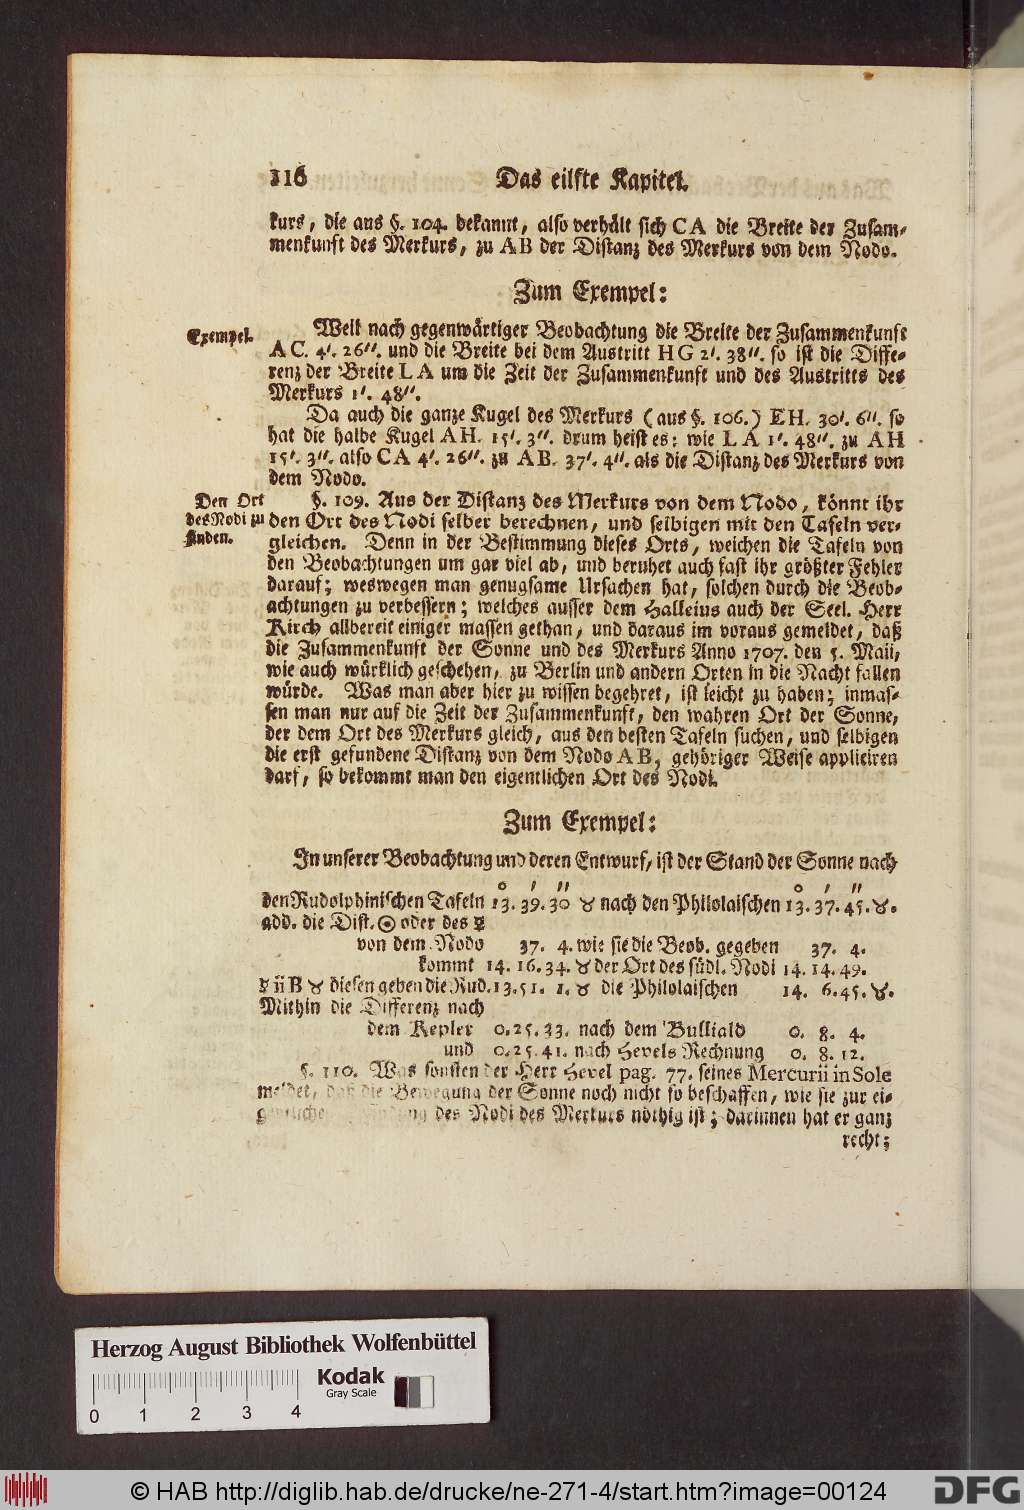 116 Das eilfte Kapitel.
kurs, die aus §. 104. bekannt, also verhält sich CA die Breite der Zusam-
menkunft des Merkurs, zu AB der Distanz des Merkurs von dem Nodo.
Zum Exempel:
Exempel.
Weil nach gegenwärtiger Beobachtung die Breite der Zusammenkunft
AC. 4'. 26''. und die Breite bei dem Austritt HG 2'. 38''. so ist die Diffe-
renz der Breite LA um die Zeit der Zusammenkunft und des Austritts des
Merkurs 1'. 48''.
Da auch die ganze Kugel des Merkurs (aus §. 106.) EH. 30'. 6''. so
hat die halbe Kugel AH. 15'. 3''. drum heist es: wie LA 1'. 48''. zu AH
15'. 3''. also CA 4'. 26''. zu AB. 37'. 4''. als die Distanz des Merkurs von
dem Nodo.
Den Ort
des Nodi zu
finden.
§. 109. Aus der Distanz des Merkurs von dem Nodo, könnt ihr
den Ort des Nodi selber berechnen, und selbigen mit den Tafeln ver-
gleichen. Denn in der Bestimmung dieses Orts, weichen die Tafeln von
den Beobachtungen um gar viel ab, und beruhet auch fast ihr größter Fehler
darauf; weswegen man genugsame Ursachen hat, solchen durch die Beob-
achtungen zu verbessern; welches ausser dem Halleius auch der Seel. Herr
Kirch allbereit einiger massen gethan, und daraus im voraus gemeldet, daß
die Zusammenkunft der Sonne und des Merkurs Anno 1707. den 5. Maii,
wie auch würklich geschehen, zu Berlin und andern Orten in die Nacht fallen
würde. Was man aber hier zu wissen begehret, ist leicht zu haben; inmas-
sen man nur auf die Zeit der Zusammenkunft, den wahren Ort der Sonne,
der dem Ort des Merkurs gleich, aus den besten Tafeln suchen, und selbigen
die erst gefundene Distanz von dem Nodo AB, gehöriger Weise appliciren
darf, so bekommt man den eigentlichen Ort des Nodi.
Zum Exempel:
In unserer Beobachtung und deren Entwurf, ist der Stand der Sonne nach
o ' '' o ' ''
den Rudolphinischen Tafeln 13. 39. 30 ♉ nach den Philolaischen 13. 37. 45. ♉.
add. die Dist. ☉ oder des ☿
von dem Nodo 37. 4. wie sie die Beob. gegeben 37. 4.
kommt 14. 16. 34. ♉ der Ort des südl. Nodi 14. 14. 49.
♉ diesen geben die Rud. 13. 51. 1. ♉ die Philolaischen 14. 6. 45. ♉.
Mithin die Differenz nach
dem Kepler 0. 25. 33. nach dem Bulliald 0. 8. 4.
und 0. 25. 41. nach Hevels Rechnung 0. 8. 12.
§. 110. Was sonsten der Herr Hevel pag. 77. seines Mercurii in Sole
meldet, daß die Bewegung der Sonne noch nicht so beschaffen, wie sie zur ei-
des Nodi des Merkurs nöthig ist; darinnen hat er ganz
recht;
Herzog August Bibliothek Wolfenbüttel
Kodak
Gray Scale
0 1 2 3 4
© HAB http://diglib.hab.de/drucke/ne-271-4/start.htm?image=00124
DFG